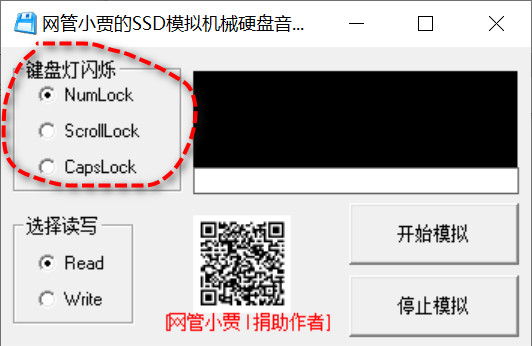 网管小贾的SSD模拟机械硬盘音...
键盘灯闪烁
NumLock
ScrollLock
CapsLock
选择读写
Read
Write
[网管小贾 | 捐助作者]
开始模拟
停止模拟